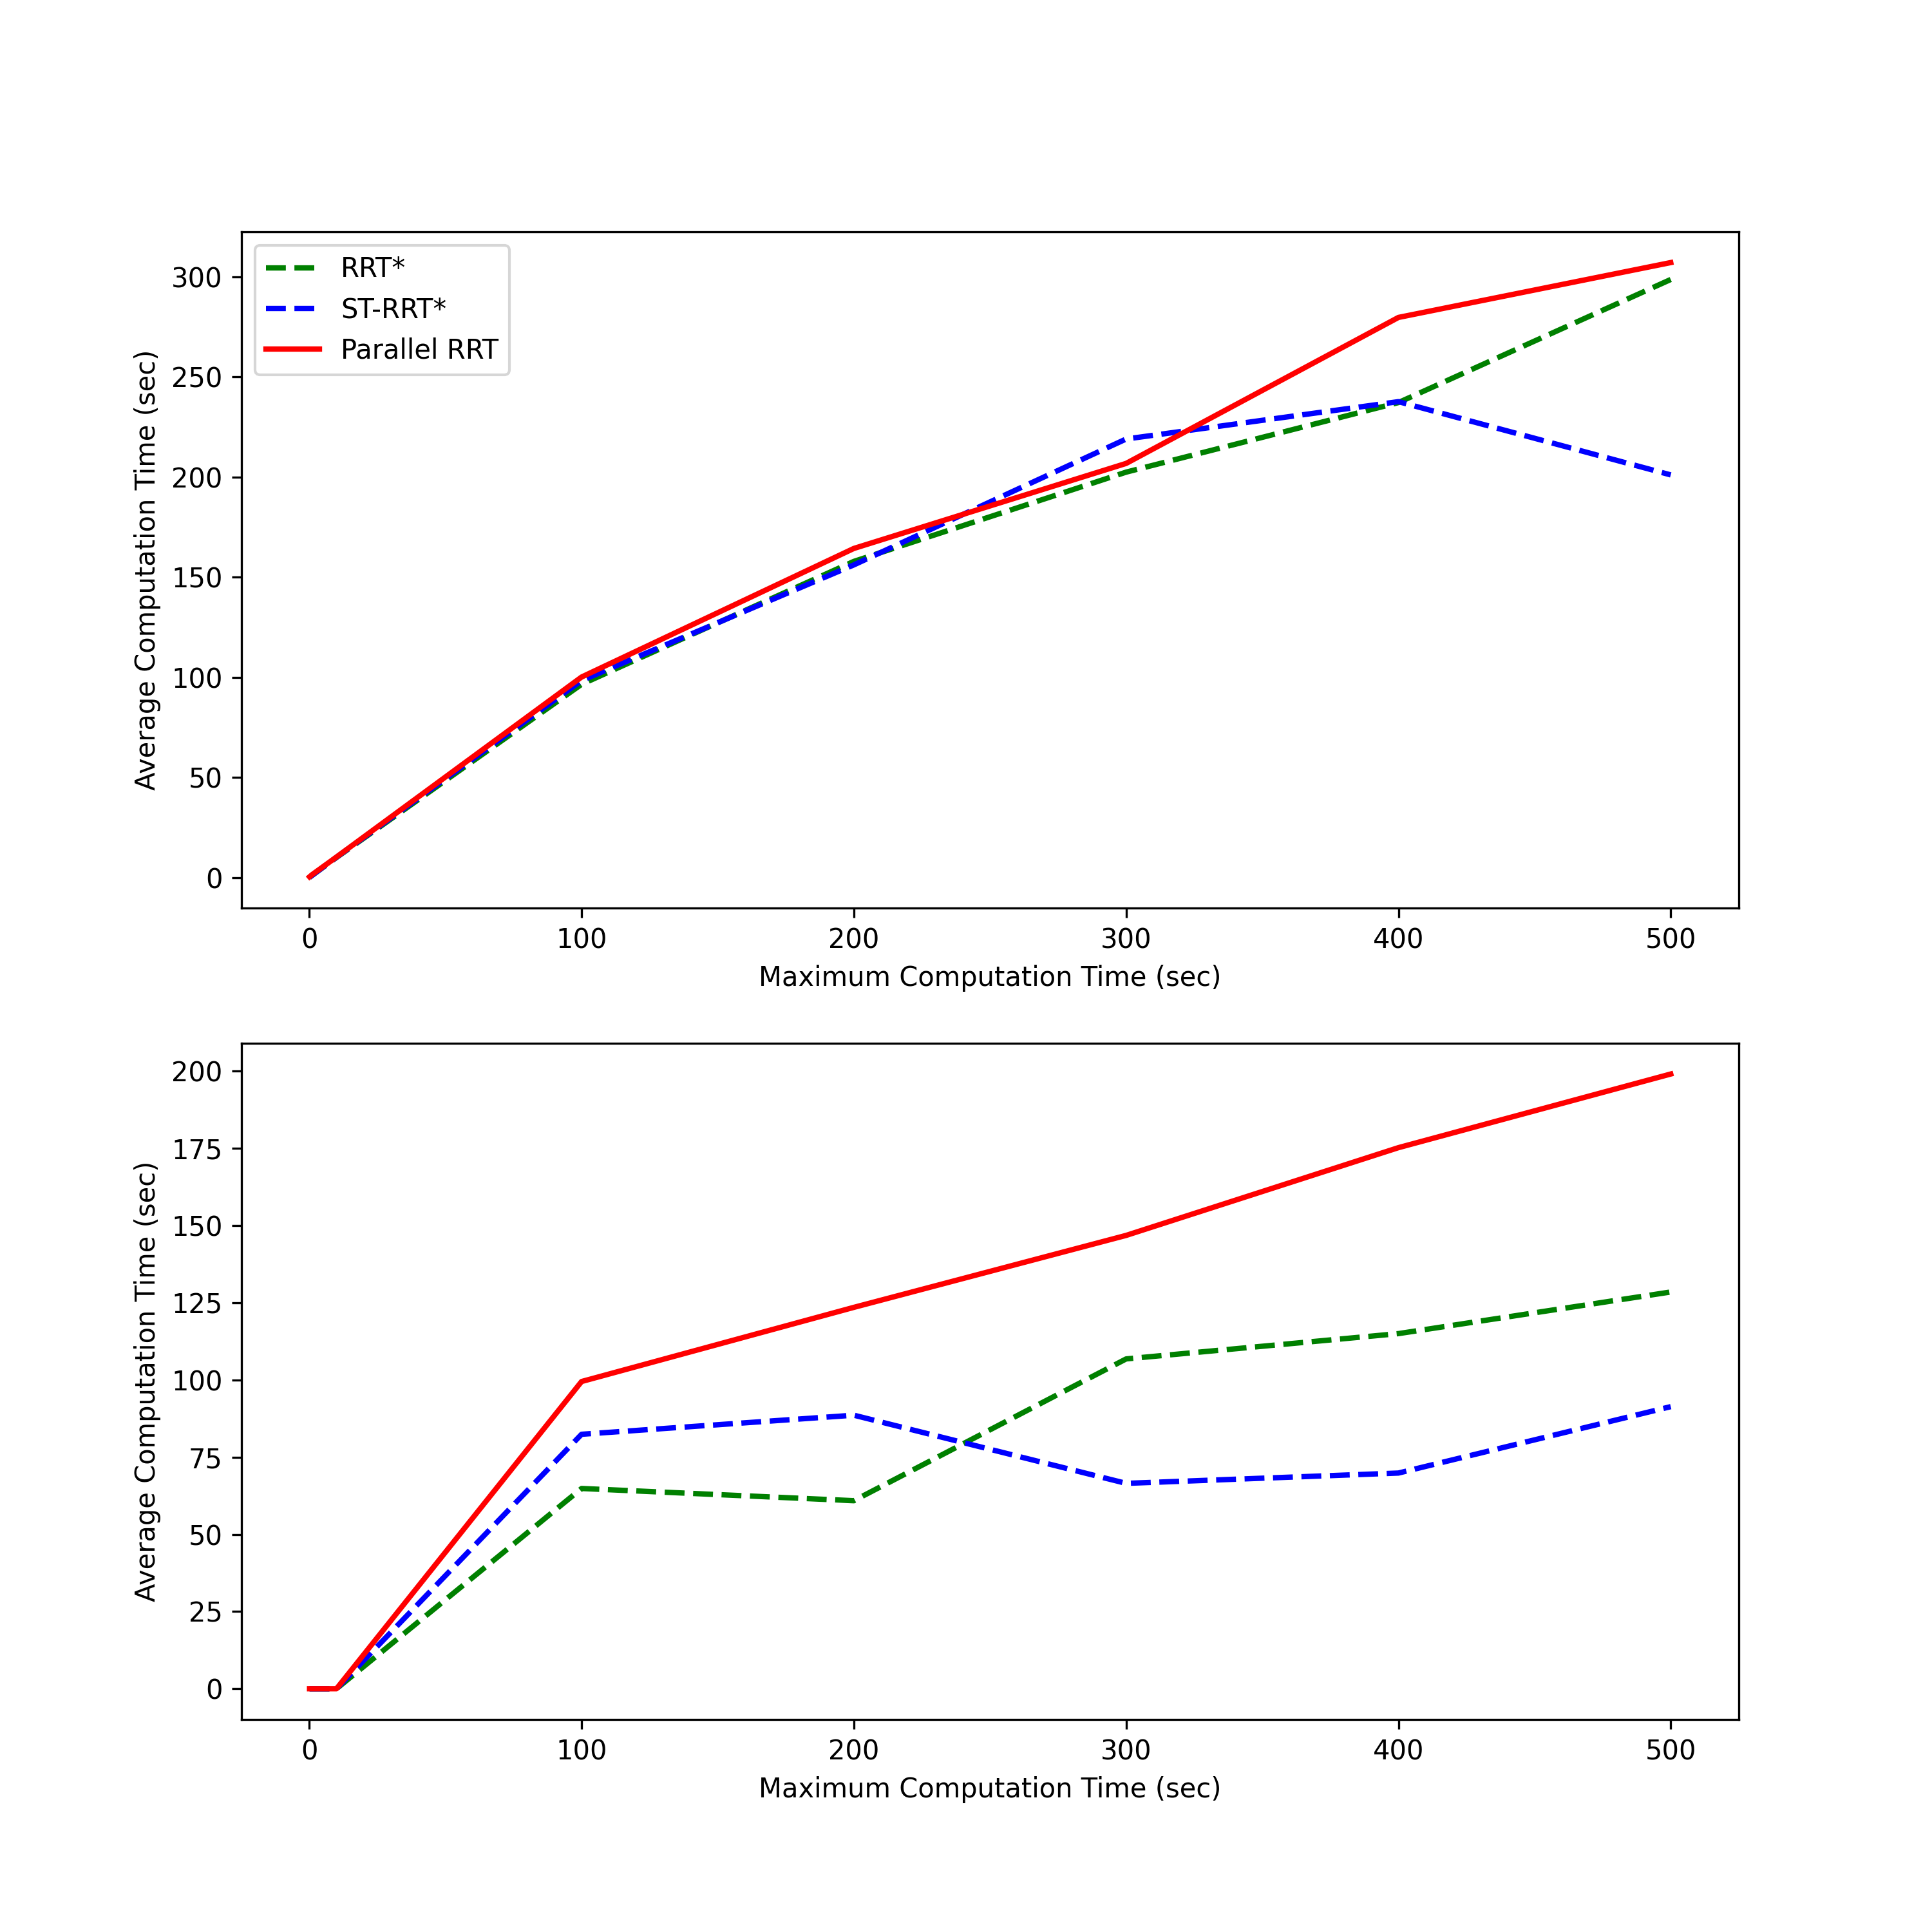 RRT*
ST-RRT*
Parallel RRT
300
250
200
150
100
50
0
Average Computation Time (sec)
0 100 200 300 400 500
Maximum Computation Time (sec)
200
175
150
125
100
75
50
25
0
Average Computation Time (sec)
0 100 200 300 400 500
Maximum Computation Time (sec)